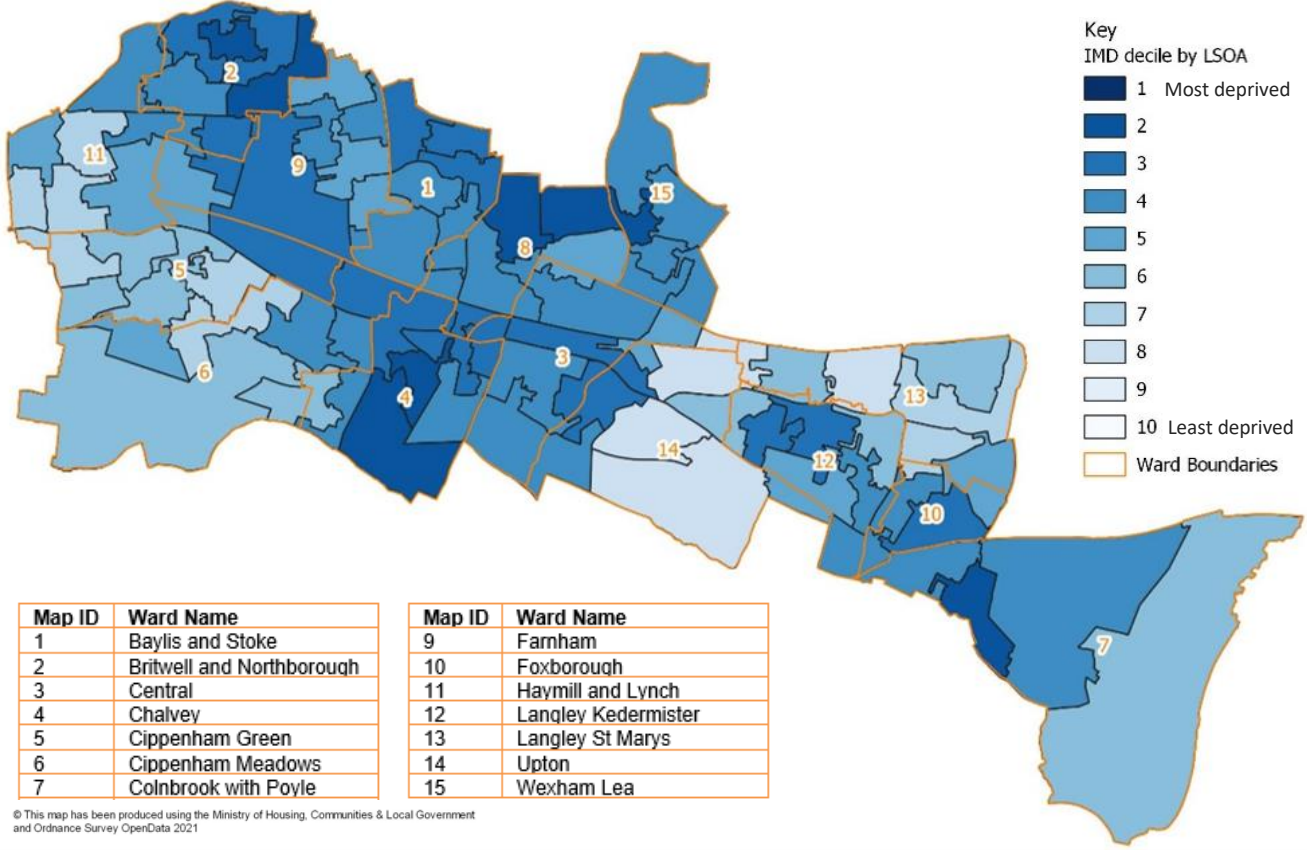 Key
IMD decile by LSOA
1 Most deprived
2
3
4
5
6
7
8
9
10 Least deprived
Ward Boundaries
2
11
9
1
15
8
5
3
6
4
13
14
12
10
7
Map ID Ward Name
1 Baylis and Stoke
2 Britwell and Northborough
3 Central
4 Chalvey
5 Cippenham Green
6 Cippenham Meadows
7 Colnbrook with Poyle
Map ID Ward Name
9 Farnham
10 Foxborough
11 Haymill and Lynch
12 Langley Kedermister
13 Langley St Marys
14 Upton
15 Wexham Lea
© This map has been produced using the Ministry of Housing, Communities & Local Government
and Ordnance Survey OpenData 2021